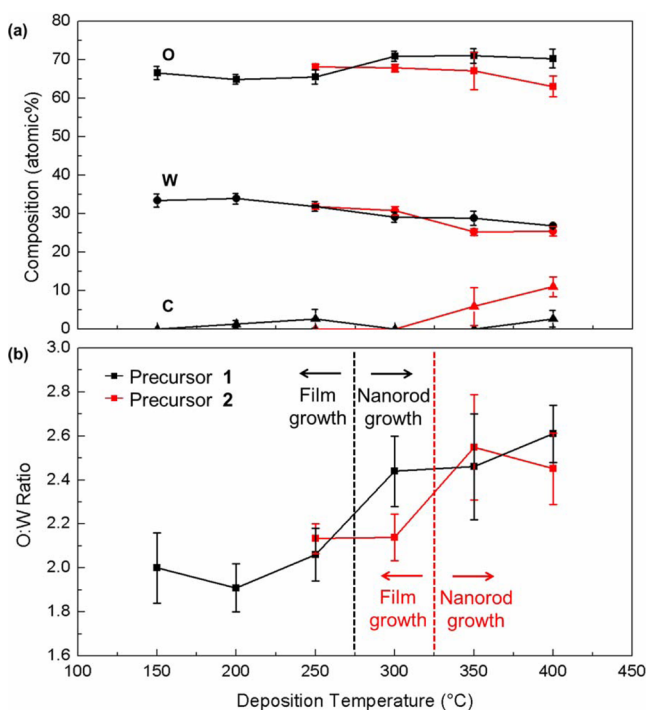 (a)
80
70
60
50
40
30
20
10
0
Composition (atomic%)
O
W
C
(b)
3.0
2.8
2.6
2.4
2.2
2.0
1.8
1.6
O:W Ratio
Precursor 1
Precursor 2
Film growth
Nanorod growth
Film growth
Nanorod growth
100 150 200 250 300 350 400 450
Deposition Temperature (°C)